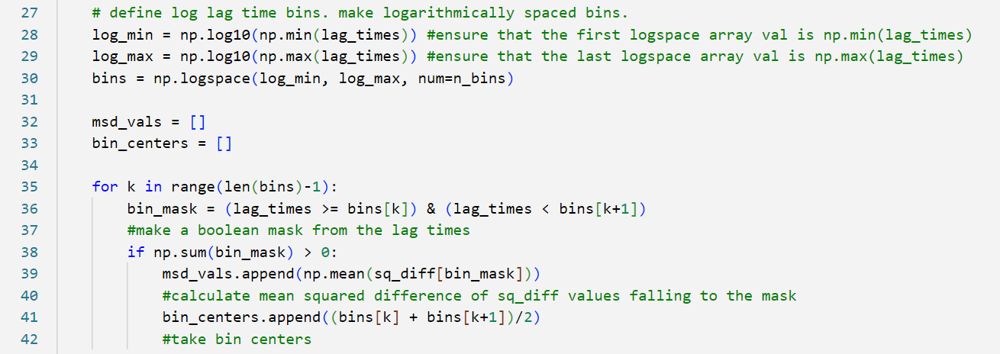 27 # define log lag time bins. make logarithmically spaced bins.
28 log_min = np.log10(np.min(lag_times)) #ensure that the first logspace array val is np.min(lag_times)
29 log_max = np.log10(np.max(lag_times)) #ensure that the last logspace array val is np.max(lag_times)
30 bins = np.logspace(log_min, log_max, num=n_bins)
31
32 msd_vals = []
33 bin_centers = []
34
35 for k in range(len(bins)-1):
36 bin_mask = (lag_times >= bins[k]) & (lag_times < bins[k+1])
37 #make a boolean mask from the lag times
38 if np.sum(bin_mask) > 0:
39 msd_vals.append(np.mean(sq_diff[bin_mask]))
40 #calculate mean squared difference of sq_diff values falling to the mask
41 bin_centers.append((bins[k] + bins[k+1])/2)
42 #take bin centers